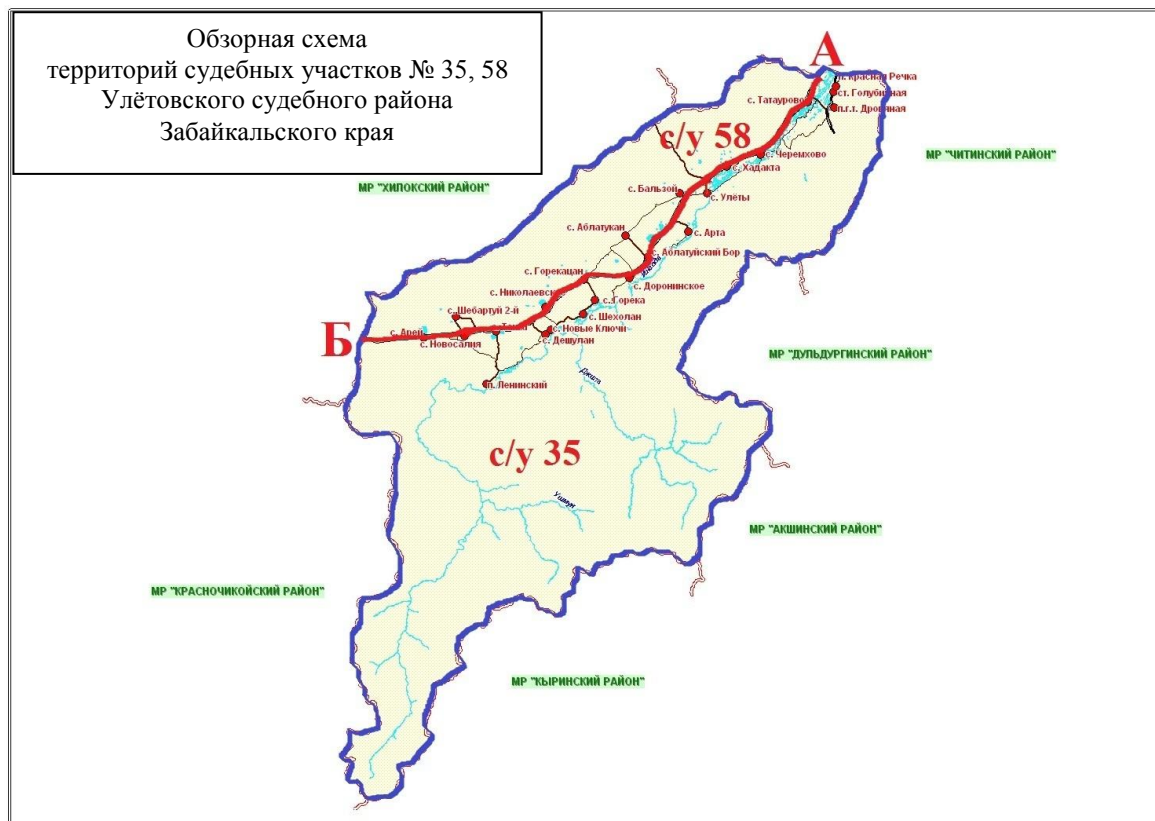 Обзорная схема
территорий судебных участков № 35, 58
Улётовского судебного района
Забайкальского края
А
п. Красная Речка
ст. Голубичная
с. Татаурово
п.г.т. Дровяная
с/у 58
с. Черемхово
МР "ЧИТИНСКИЙ РАЙОН"
с. Хадакта
МР "ХИЛОКСКИЙ РАЙОН"
с. Бальзой
с. Улёты
с. Аблатукан
с. Арта
с. Аблатуйский Бор
с. Горекацан
с. Доронинское
с. Николаевское
с. Горека
с. Шебартуй 2-й
с. Шехолан
с. Арей
с. Новые Ключи
Б
с. Новосалия
с. Дешулан
МР "ДУЛЬДУРГИНСКИЙ РАЙОН"
п. Ленинский
с/у 35
МР "АКШИНСКИЙ РАЙОН"
МР "КРАСНОЧИКОЙСКИЙ РАЙОН"
МР "КЫРИНСКИЙ РАЙОН"